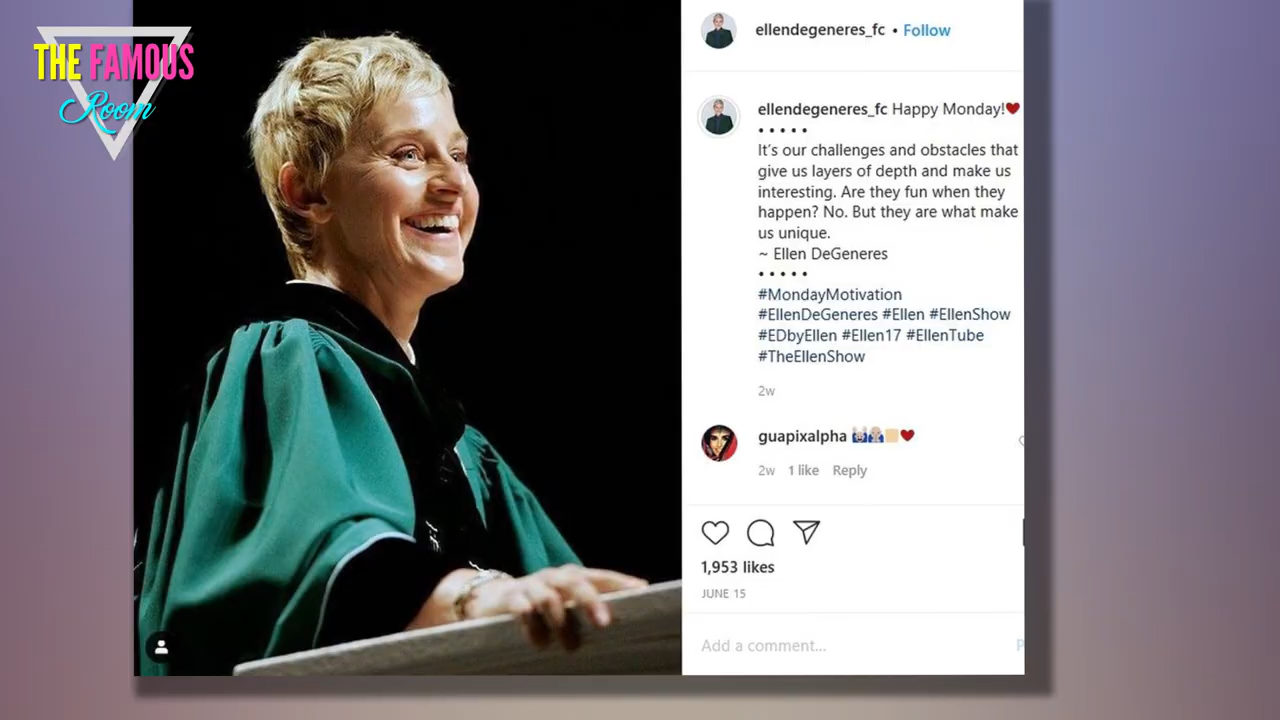 THE FAMOUS
Room
ellendegeneres_fc • Follow
ellendegeneres_fc Happy Monday!❤️
• • • • •
It's our challenges and obstacles that
give us layers of depth and make us
interesting. Are they fun when they
happen? No. But they are what make
us unique.
~ Ellen DeGeneres
• • • • •
#MondayMotivation
#EllenDeGeneres #Ellen #EllenShow
#EDbyEllen #Ellen17 #EllenTube
#TheEllenShow
2w
guapixalpha
2w 1 like Reply
1,953 likes
JUNE 15
Add a comment...
P